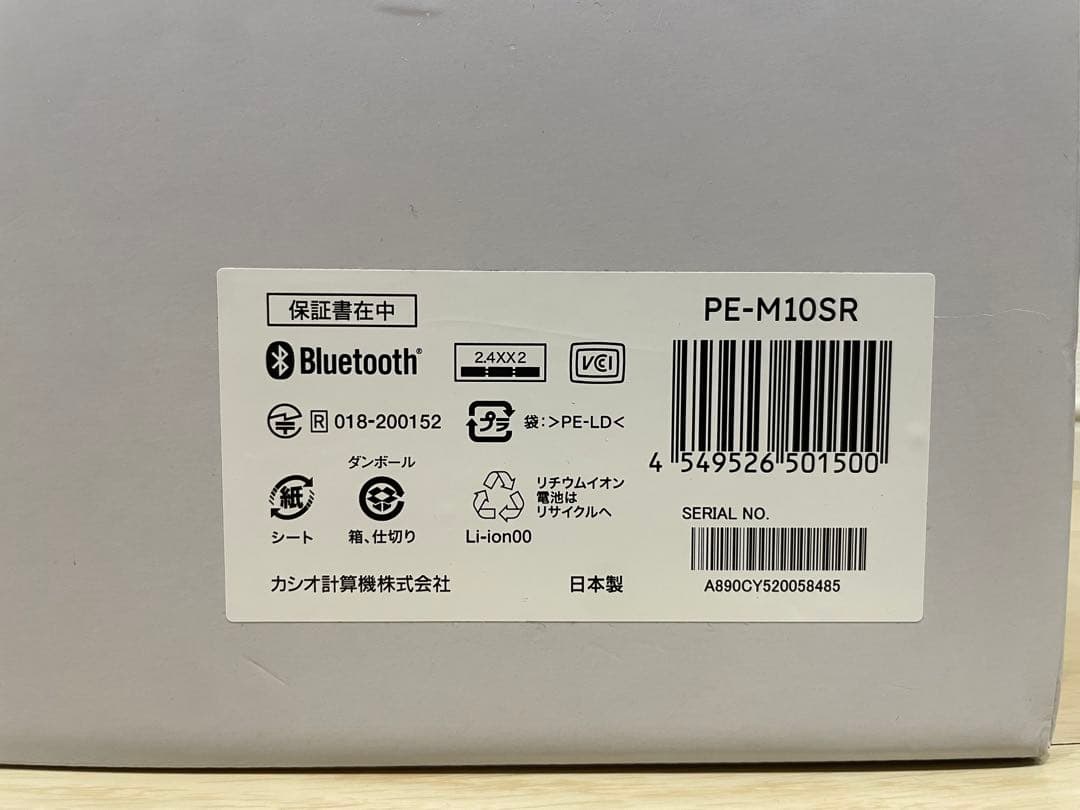 保証書在中
PE-M10SR
Bluetooth®
2.4XX2
VCI
R 018-200152
プラ
袋:>PE-LD<
4 549526 501500
ダンボール
紙
リチウムイオン
電池は
リサイクルへ
シート
箱、仕切り
Li-ion00
SERIAL NO.
A890CY520058485
カシオ計算機株式会社
日本製